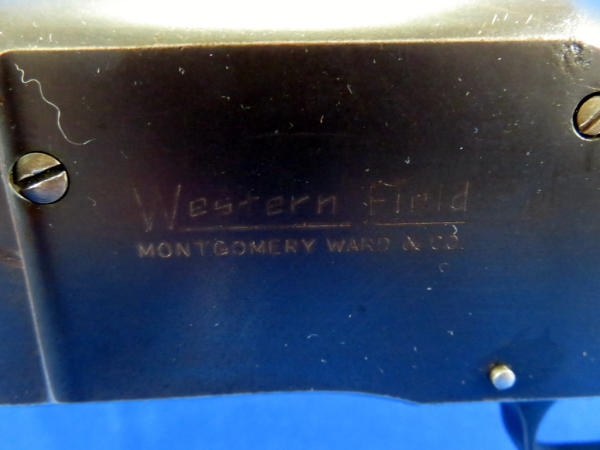 Western Field
MONTGOMERY WARD & CO.